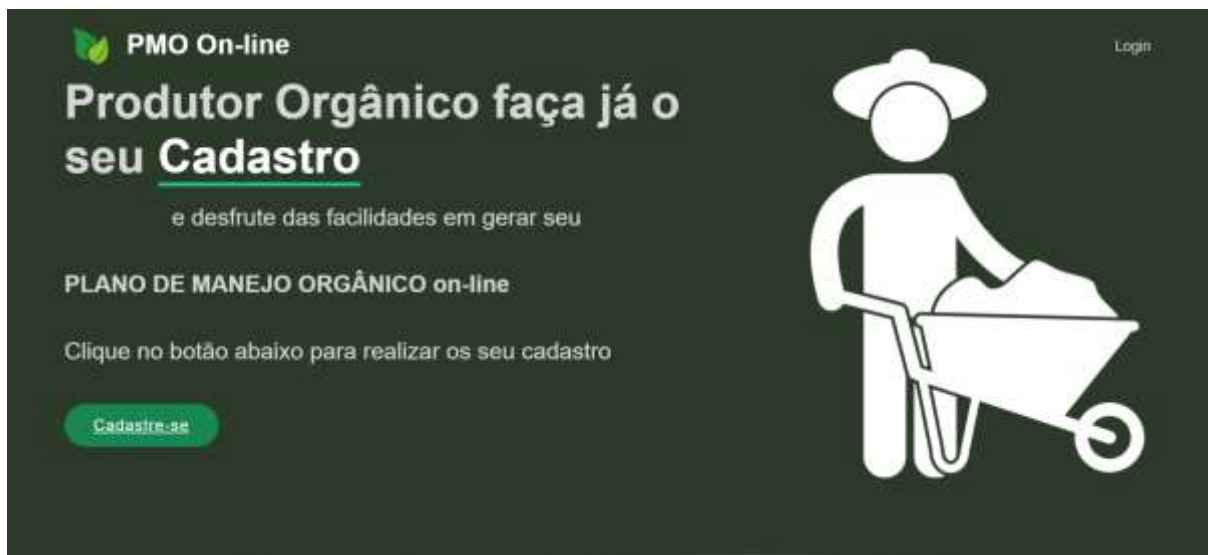 PMO On-line
Login
Produtor Orgânico faça já o
seu Cadastro
e desfrute das facilidades em gerar seu
PLANO DE MANEJO ORGÂNICO on-line
Clique no botão abaixo para realizar os seu cadastro
Cadastre-se